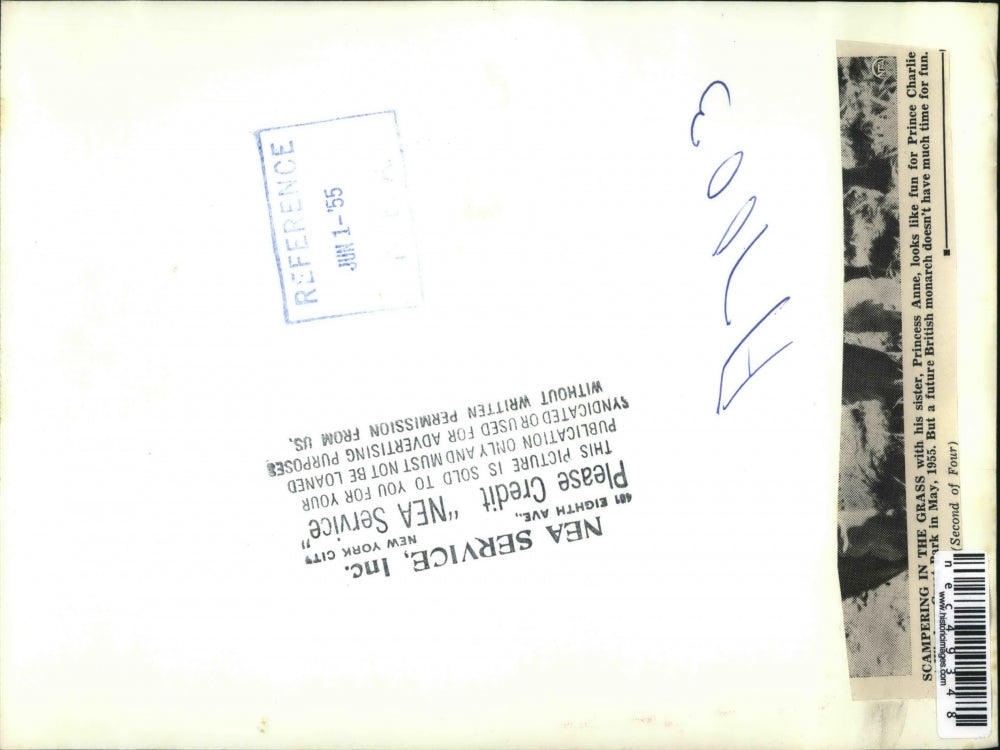 REFERENCE
JUN 1-'55
NEA
NEA SERVICE, Inc.
461 EIGHTH AVE., NEW YORK CITY
Please Credit "NEA Service"
THIS PICTURE IS SOLD TO YOU FOR YOUR
PUBLICATION ONLY AND MUST NOT BE LOANED
SYNDICATED OR USED FOR ADVERTISING PURPOSES
WITHOUT WRITTEN PERMISSION FROM US.
SCAMPERING IN THE GRASS with his sister, Princess Anne, looks like fun for Prince Charlie
Park in May, 1955. But a future British monarch doesn't have much time for fun.
(Second of Four)
nec49348
www.historicimages.com